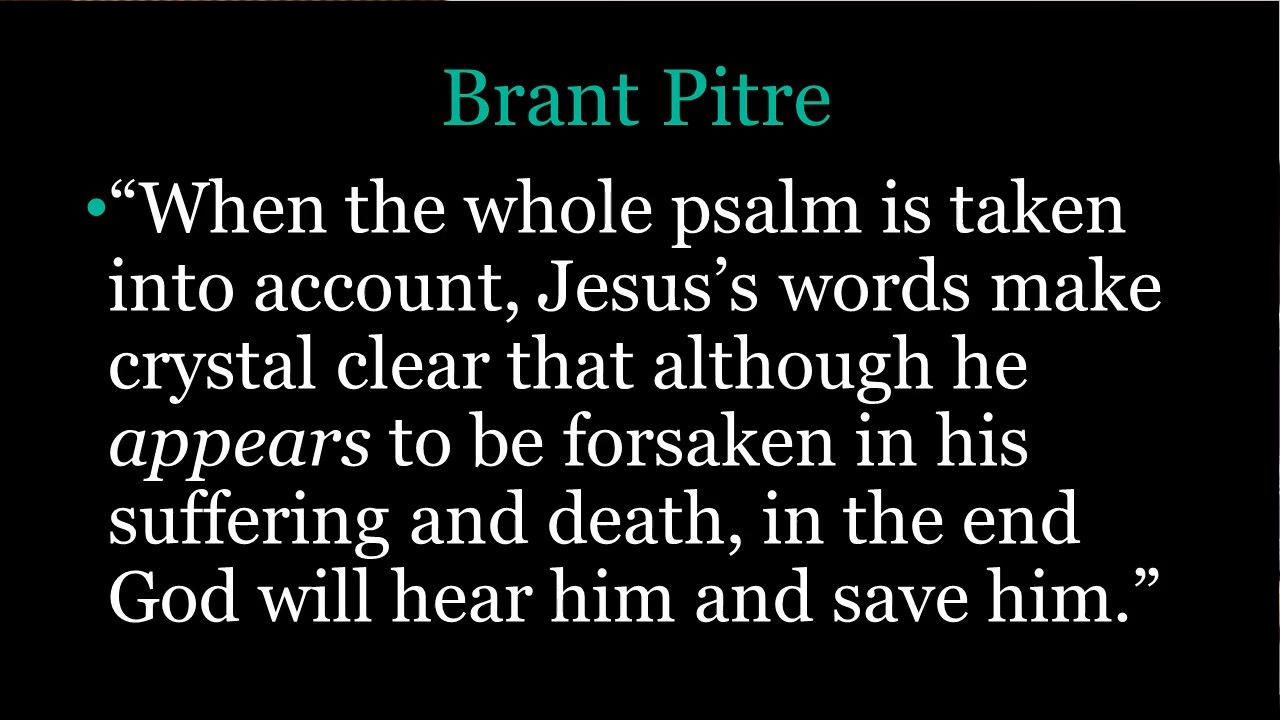 Brant Pitre
•“When the whole psalm is taken
into account, Jesus’s words make
crystal clear that although he
appears to be forsaken in his
suffering and death, in the end
God will hear him and save him.”